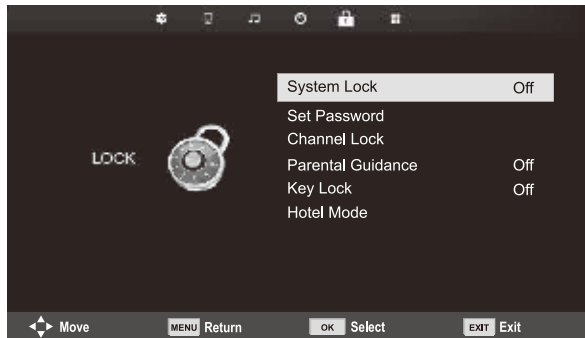 LOCK
System Lock Off
Set Password
Channel Lock
Parental Guidance Off
Key Lock Off
Hotel Mode
Move MENU Return OK Select EXIT Exit